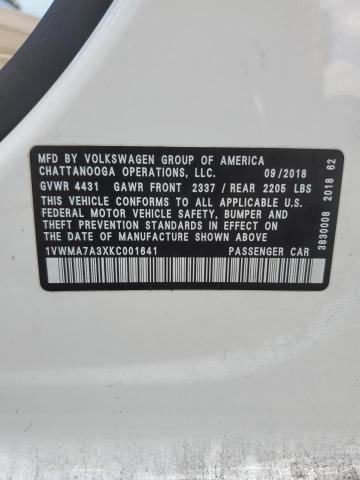 MFD BY VOLKSWAGEN GROUP OF AMERICA
CHATTANOOGA OPERATIONS, LLC. 09/2018
GVWR 4431 GAWR FRONT 2337 / REAR 2205 LBS
THIS VEHICLE CONFORMS TO ALL APPLICABLE U.S.
FEDERAL MOTOR VEHICLE SAFETY, BUMPER AND
THEFT PREVENTION STANDARDS IN EFFECT ON
THE DATE OF MANUFACTURE SHOWN ABOVE.
1VWMA7A3XKC001641 PASSENGER CAR
3830008 2018 62